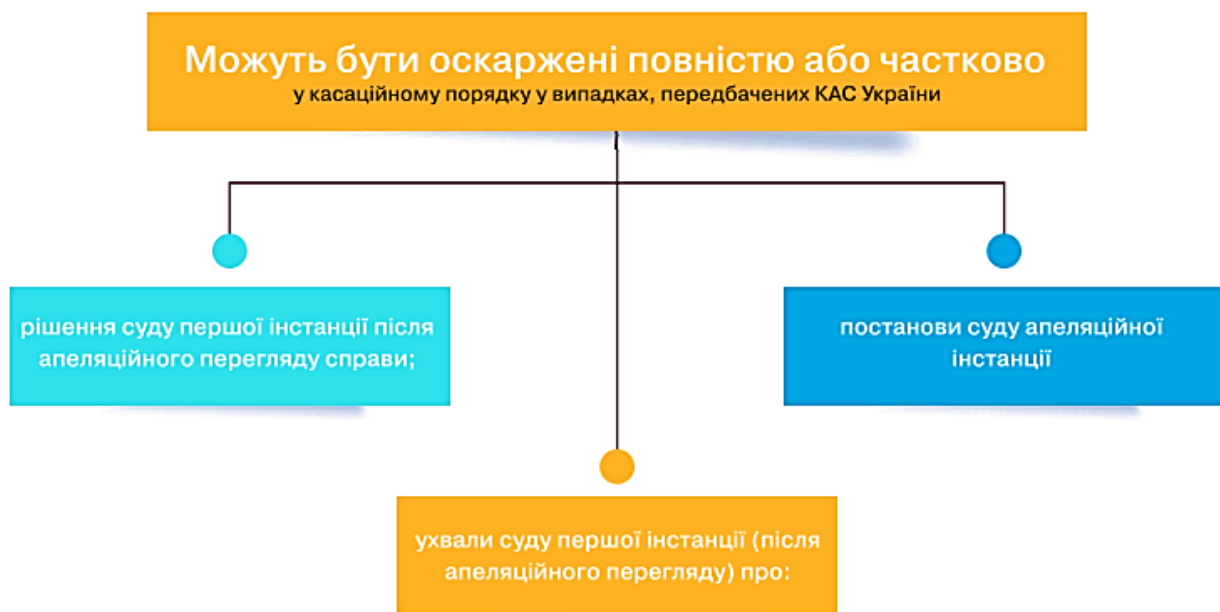 Можуть бути оскаржені повністю або частково
у касаційному порядку у випадках, передбачених КАС України
рішення суду першої інстанції після
апеляційного перегляду справи;
постанови суду апеляційної
інстанції
ухвали суду першої інстанції (після
апеляційного перегляду) про: